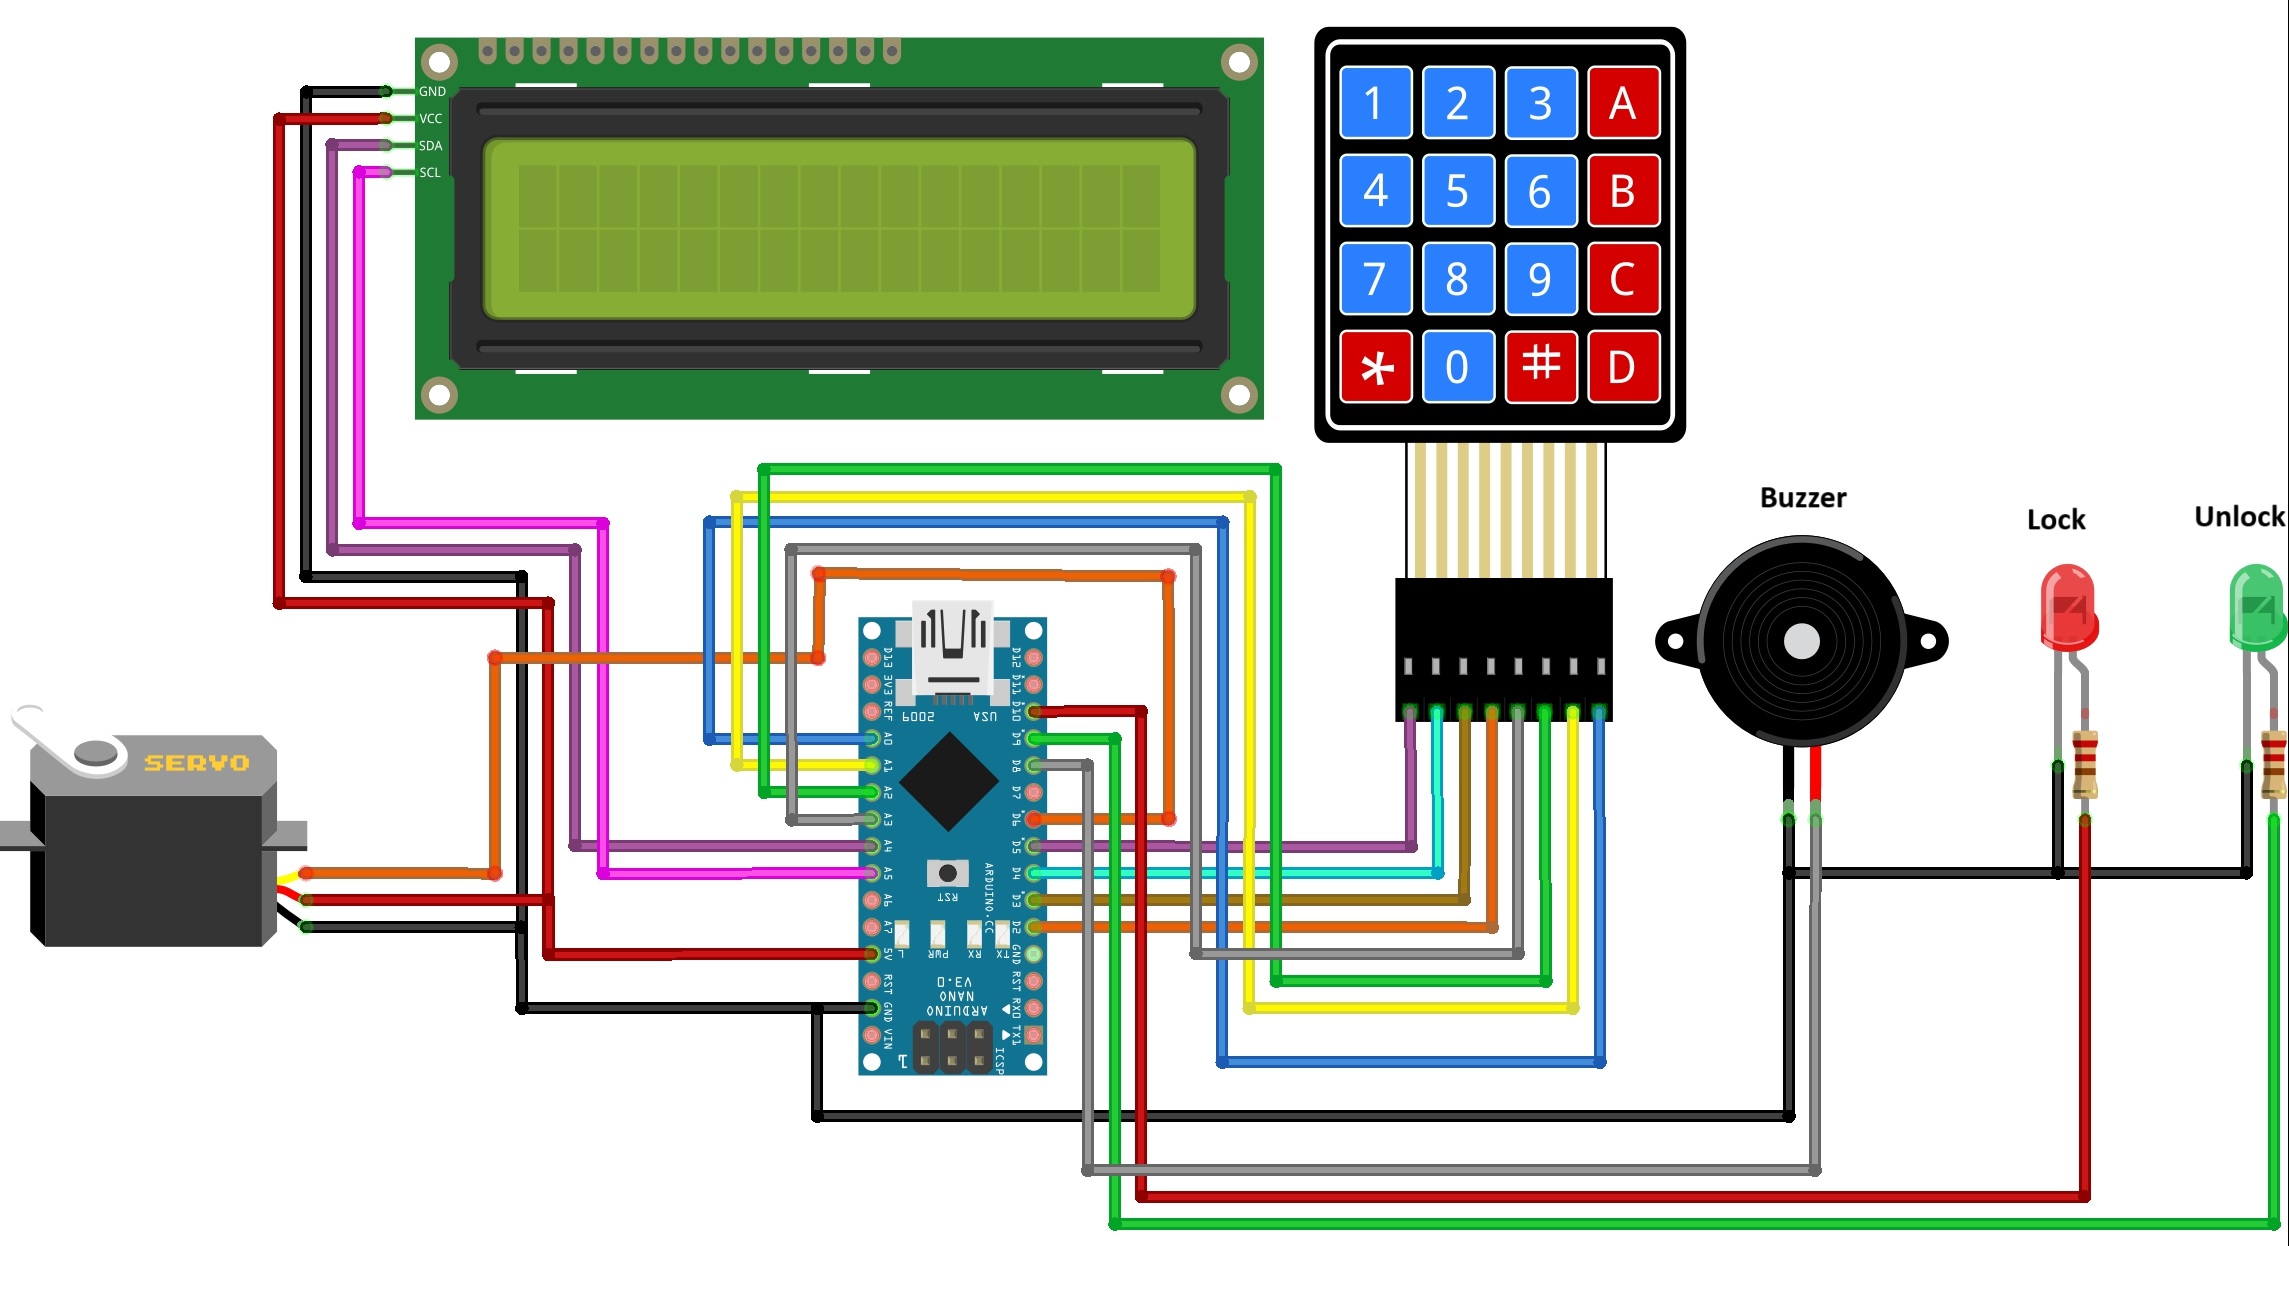 GND
VCC
SDA
SCL
1 2 3 A
4 5 6 B
7 8 9 C
* 0 # D
Buzzer
Lock
Unlock
SERVO
D13
3V3
REF
A0
A1
A2
A3
A4
A5
A6
A7
5V
RST
GND
VIN
D12
D11
D10
D9
D8
D7
D6
D5
D4
D3
D2
GND
RST
RX0
TX1
2009
USA
RST
ARDUINO.CC
L PWR RX TX
ARDUINO
NANO
V3.0
1
ICSP